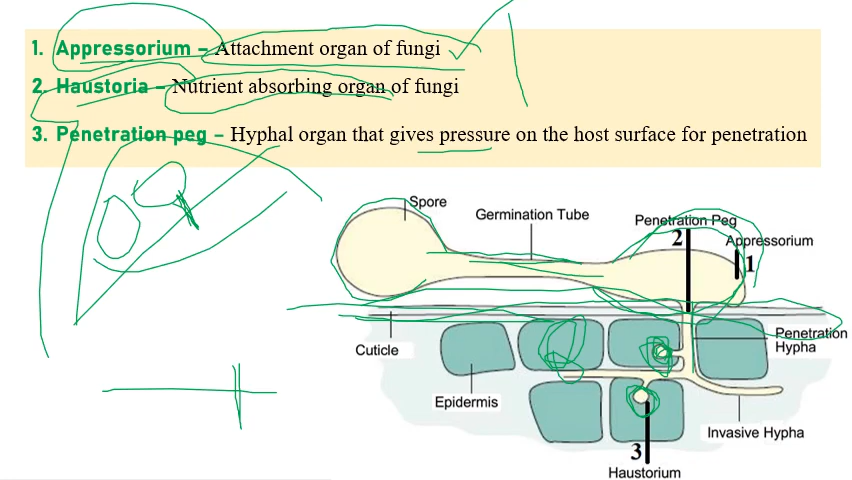 1. Appressorium – Attachment organ of fungi
2. Haustoria – Nutrient absorbing organ of fungi
3. Penetration peg – Hyphal organ that gives pressure on the host surface for penetration
Spore
Germination Tube
Penetration Peg
2
Appressorium
1
Penetration
Hypha
Cuticle
Epidermis
Invasive Hypha
3
Haustorium